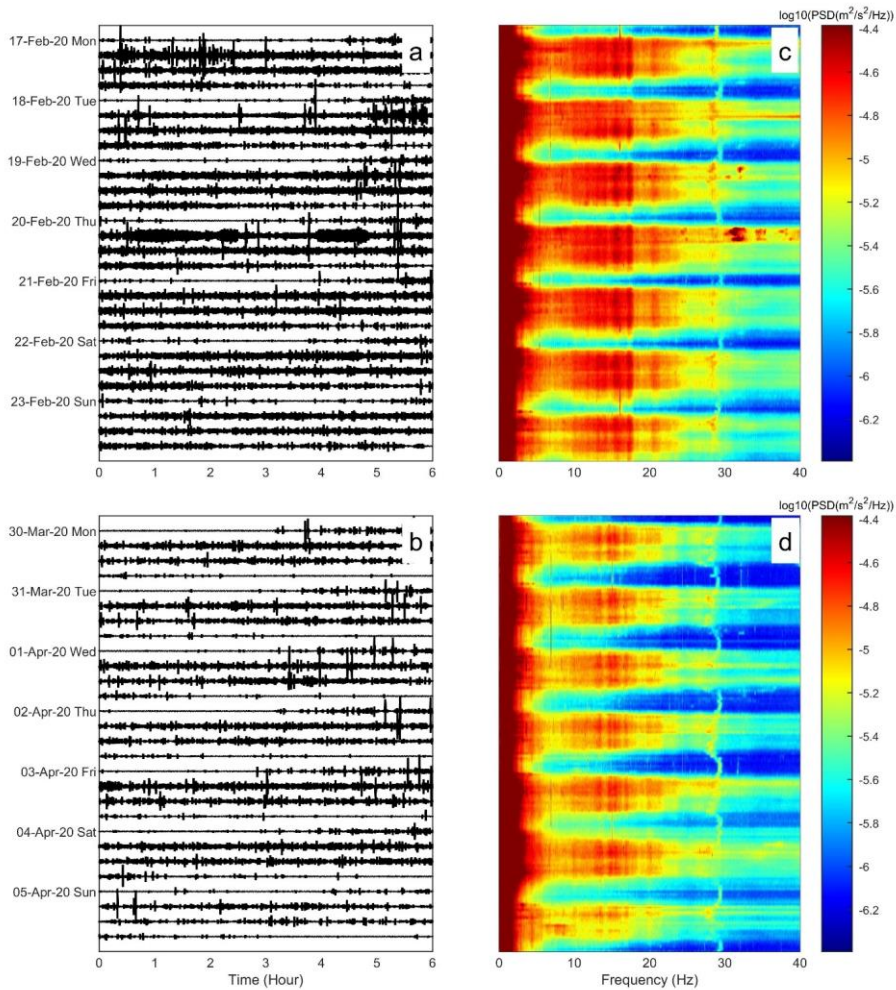 log10(PSD(m²/s²/Hz))
17-Feb-20 Mon
18-Feb-20 Tue
19-Feb-20 Wed
20-Feb-20 Thu
21-Feb-20 Fri
22-Feb-20 Sat
23-Feb-20 Sun
a
0 1 2 3 4 5 6
c
0 10 20 30 40
-4.4
-4.6
-4.8
-5
-5.2
-5.4
-5.6
-5.8
-6
-6.2
log10(PSD(m²/s²/Hz))
30-Mar-20 Mon
31-Mar-20 Tue
01-Apr-20 Wed
02-Apr-20 Thu
03-Apr-20 Fri
04-Apr-20 Sat
05-Apr-20 Sun
b
0 1 2 3 4 5 6
Time (Hour)
d
0 10 20 30 40
Frequency (Hz)
-4.4
-4.6
-4.8
-5
-5.2
-5.4
-5.6
-5.8
-6
-6.2